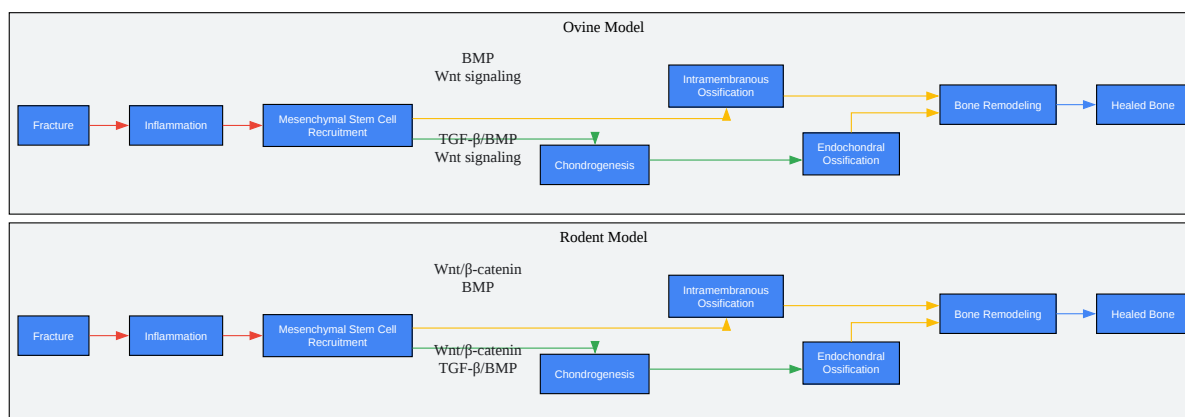 Ovine Model
BMP
Wnt signaling
Intramembranous
Ossification
Bone Remodeling
Healed Bone
Fracture
Inflammation
Mesenchymal Stem Cell
Recruitment
TGF-β/BMP
Wnt signaling
Chondrogenesis
Endochondral
Ossification
Rodent Model
Wnt/β-catenin
BMP
Intramembranous
Ossification
Bone Remodeling
Healed Bone
Fracture
Inflammation
Mesenchymal Stem Cell
Recruitment
Wnt/β-catenin
TGF-β/BMP
Chondrogenesis
Endochondral
Ossification